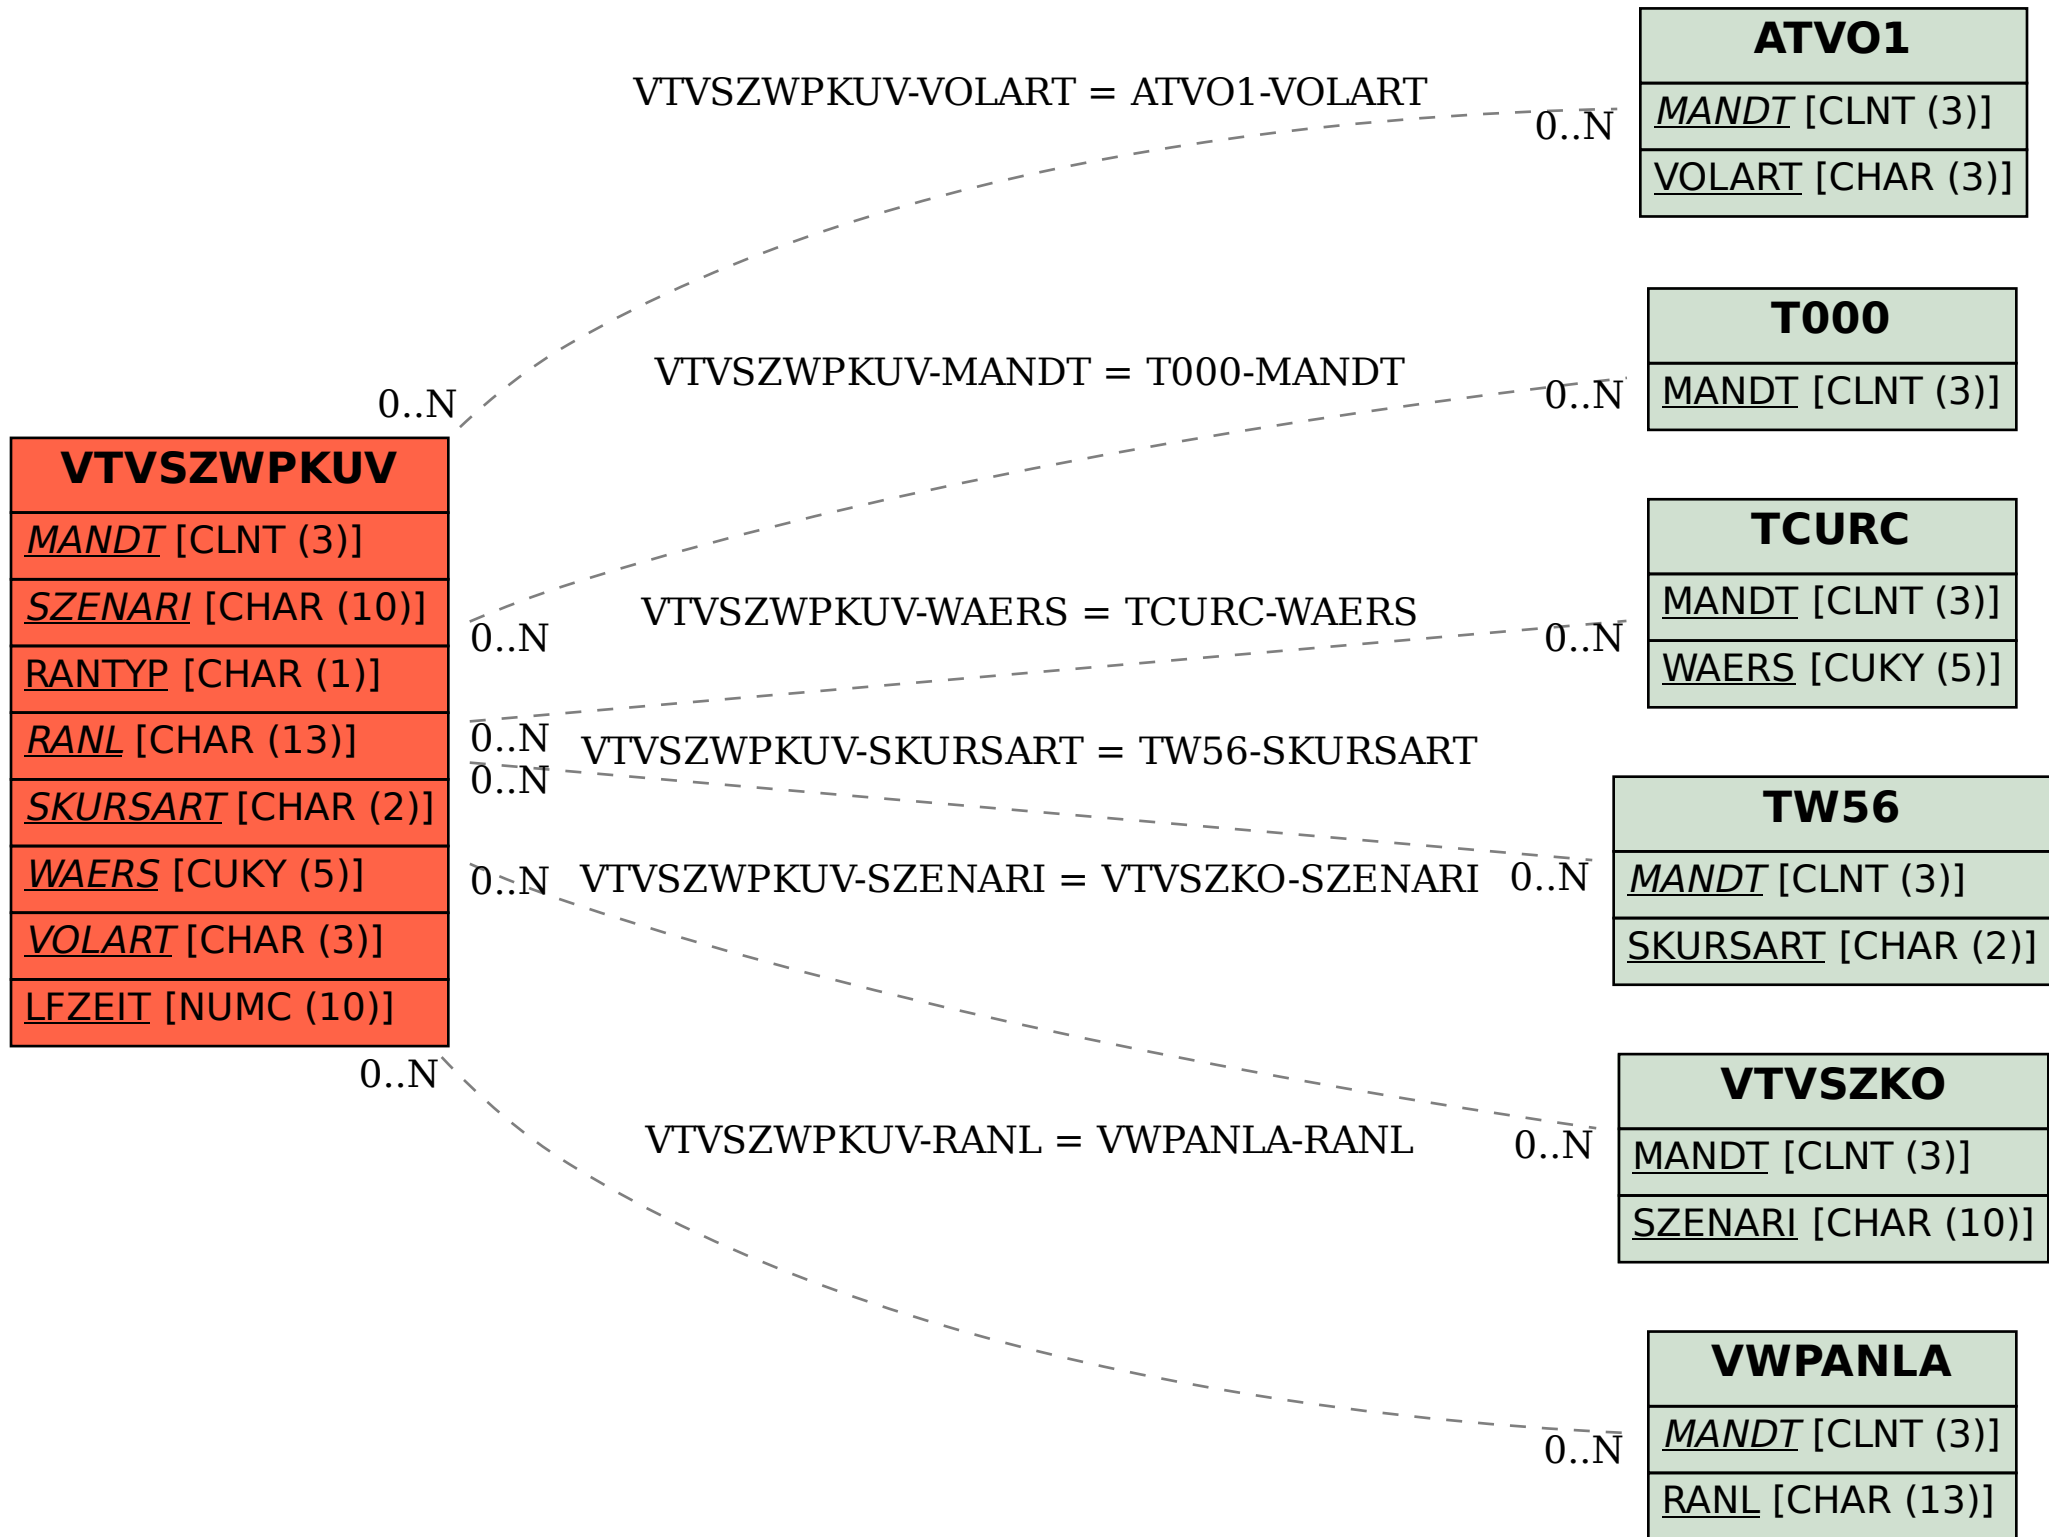 ATVO1
VTVSZWPKUV-VOLART = ATVO1-VOLART
0..N
MANDT [CLNT (3)]
VOLART [CHAR (3)]
T000
VTVSZWPKUV-MANDT = T000-MANDT
0..N
MANDT [CLNT (3)]
0..N
VTVSZWPKUV
MANDT [CLNT (3)]
SZENARI [CHAR (10)]
RANTYP [CHAR (1)]
RANL [CHAR (13)]
SKURSART [CHAR (2)]
WAERS [CUKY (5)]
VOLART [CHAR (3)]
LFZEIT [NUMC (10)]
TCURC
VTVSZWPKUV-WAERS = TCURC-WAERS
0..N
0..N
MANDT [CLNT (3)]
WAERS [CUKY (5)]
0..N
VTVSZWPKUV-SKURSART = TW56-SKURSART
0..N
TW56
0..N
VTVSZWPKUV-SZENARI = VTVSZKO-SZENARI
0..N
MANDT [CLNT (3)]
SKURSART [CHAR (2)]
0..N
VTVSZKO
VTVSZWPKUV-RANL = VWPANLA-RANL
0..N
MANDT [CLNT (3)]
SZENARI [CHAR (10)]
VWPANLA
0..N
MANDT [CLNT (3)]
RANL [CHAR (13)]